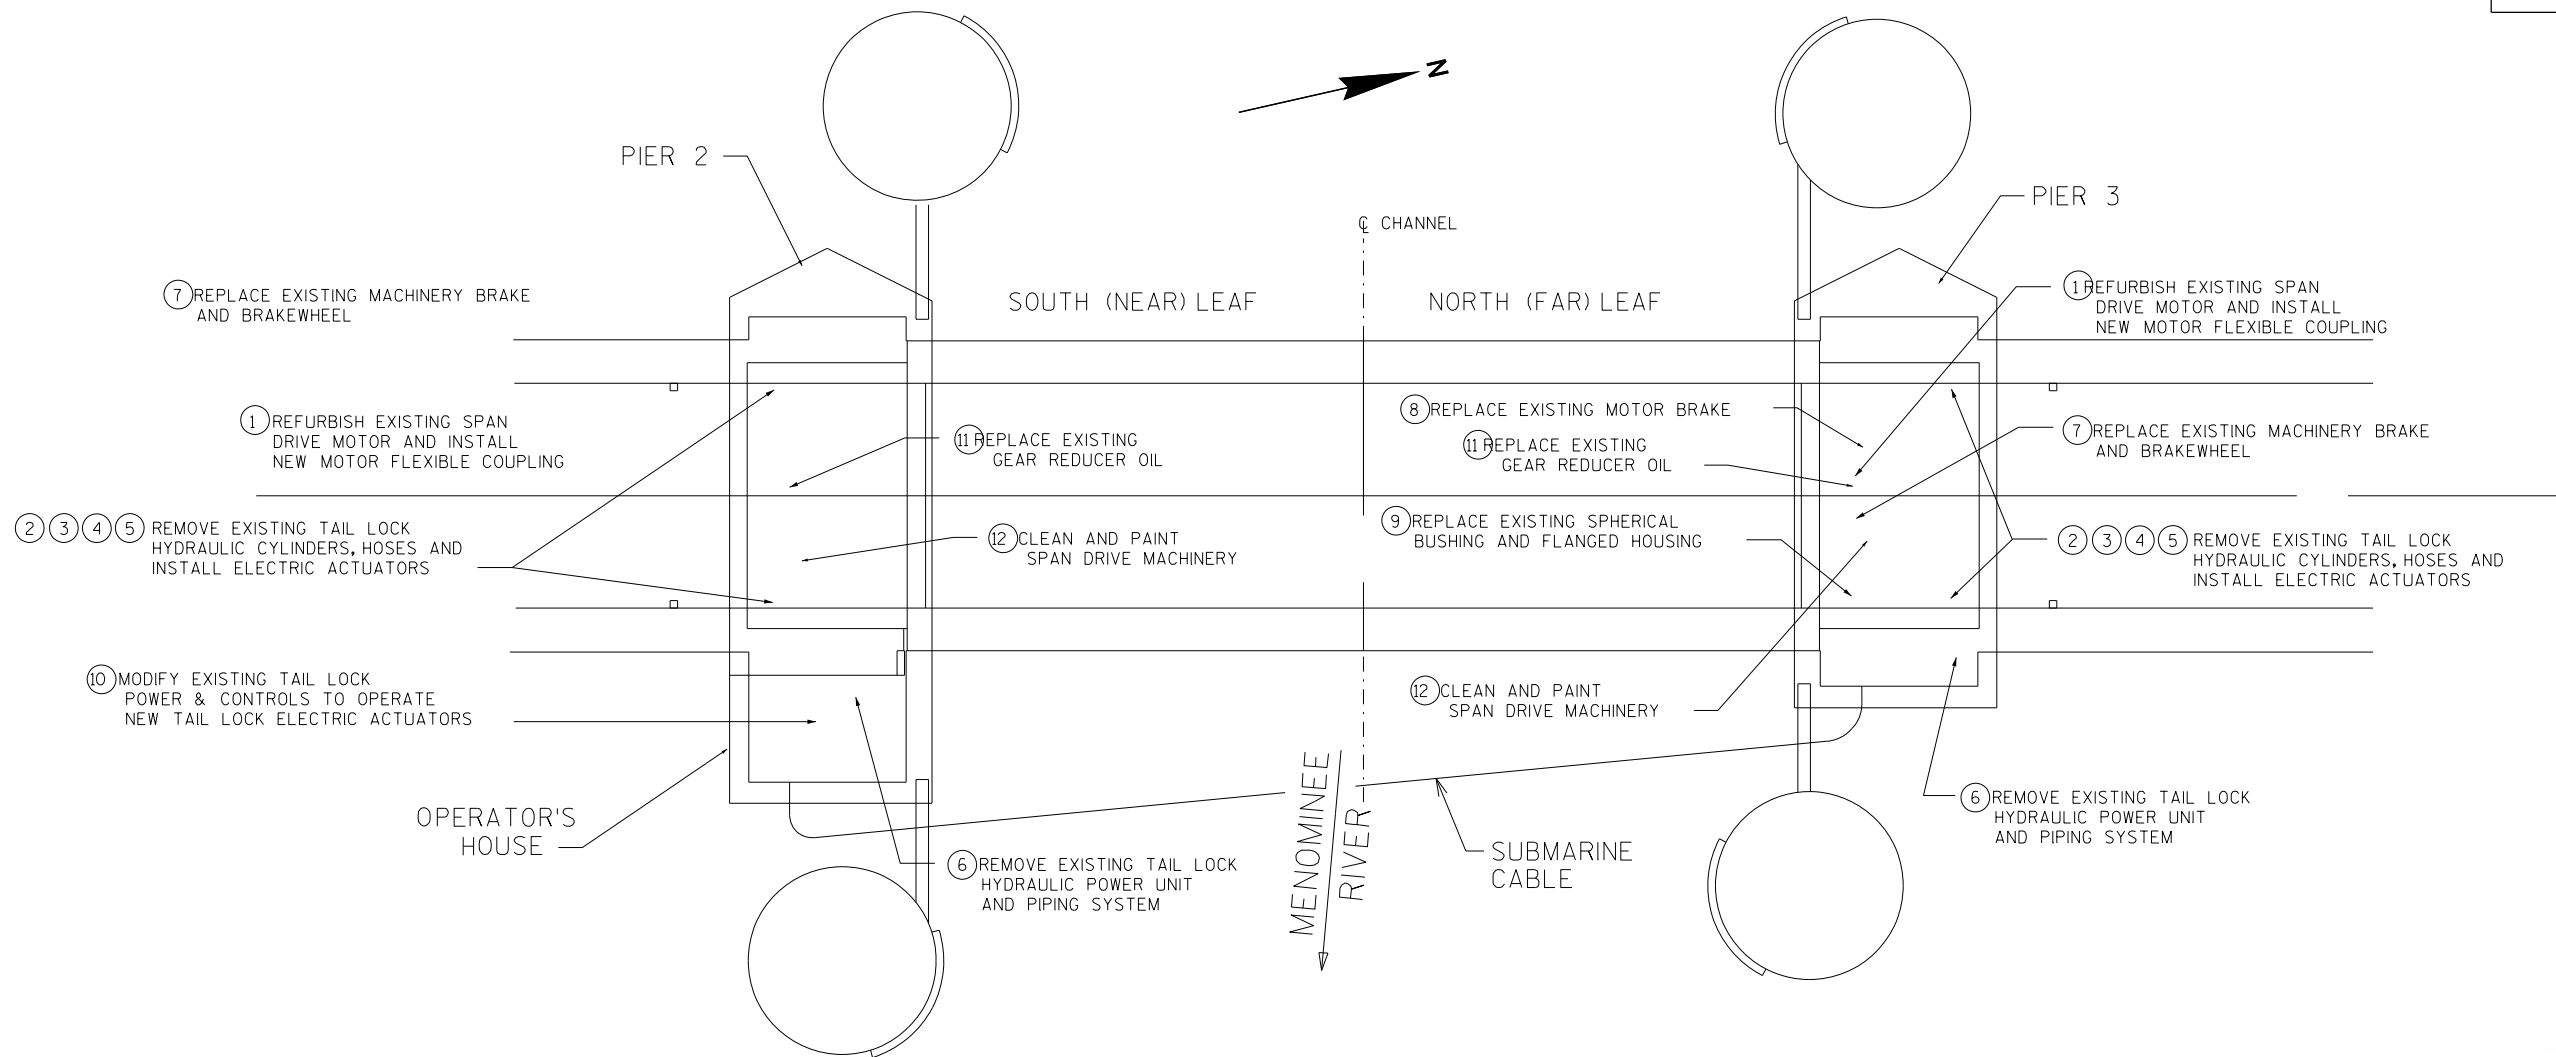 N
PIER 2
PIER 3
℄ CHANNEL
SOUTH (NEAR) LEAF
NORTH (FAR) LEAF
7 REPLACE EXISTING MACHINERY BRAKE
AND BRAKEWHEEL
1 REFURBISH EXISTING SPAN
DRIVE MOTOR AND INSTALL
NEW MOTOR FLEXIBLE COUPLING
2 3 4 5 REMOVE EXISTING TAIL LOCK
HYDRAULIC CYLINDERS, HOSES AND
INSTALL ELECTRIC ACTUATORS
10 MODIFY EXISTING TAIL LOCK
POWER & CONTROLS TO OPERATE
NEW TAIL LOCK ELECTRIC ACTUATORS
OPERATOR'S
HOUSE
11 REPLACE EXISTING
GEAR REDUCER OIL
12 CLEAN AND PAINT
SPAN DRIVE MACHINERY
6 REMOVE EXISTING TAIL LOCK
HYDRAULIC POWER UNIT
AND PIPING SYSTEM
8 REPLACE EXISTING MOTOR BRAKE
11 REPLACE EXISTING
GEAR REDUCER OIL
9 REPLACE EXISTING SPHERICAL
BUSHING AND FLANGED HOUSING
12 CLEAN AND PAINT
SPAN DRIVE MACHINERY
MENOMINEE
RIVER
SUBMARINE
CABLE
1 REFURBISH EXISTING SPAN
DRIVE MOTOR AND INSTALL
NEW MOTOR FLEXIBLE COUPLING
7 REPLACE EXISTING MACHINERY BRAKE
AND BRAKEWHEEL
2 3 4 5 REMOVE EXISTING TAIL LOCK
HYDRAULIC CYLINDERS, HOSES AND
INSTALL ELECTRIC ACTUATORS
6 REMOVE EXISTING TAIL LOCK
HYDRAULIC POWER UNIT
AND PIPING SYSTEM